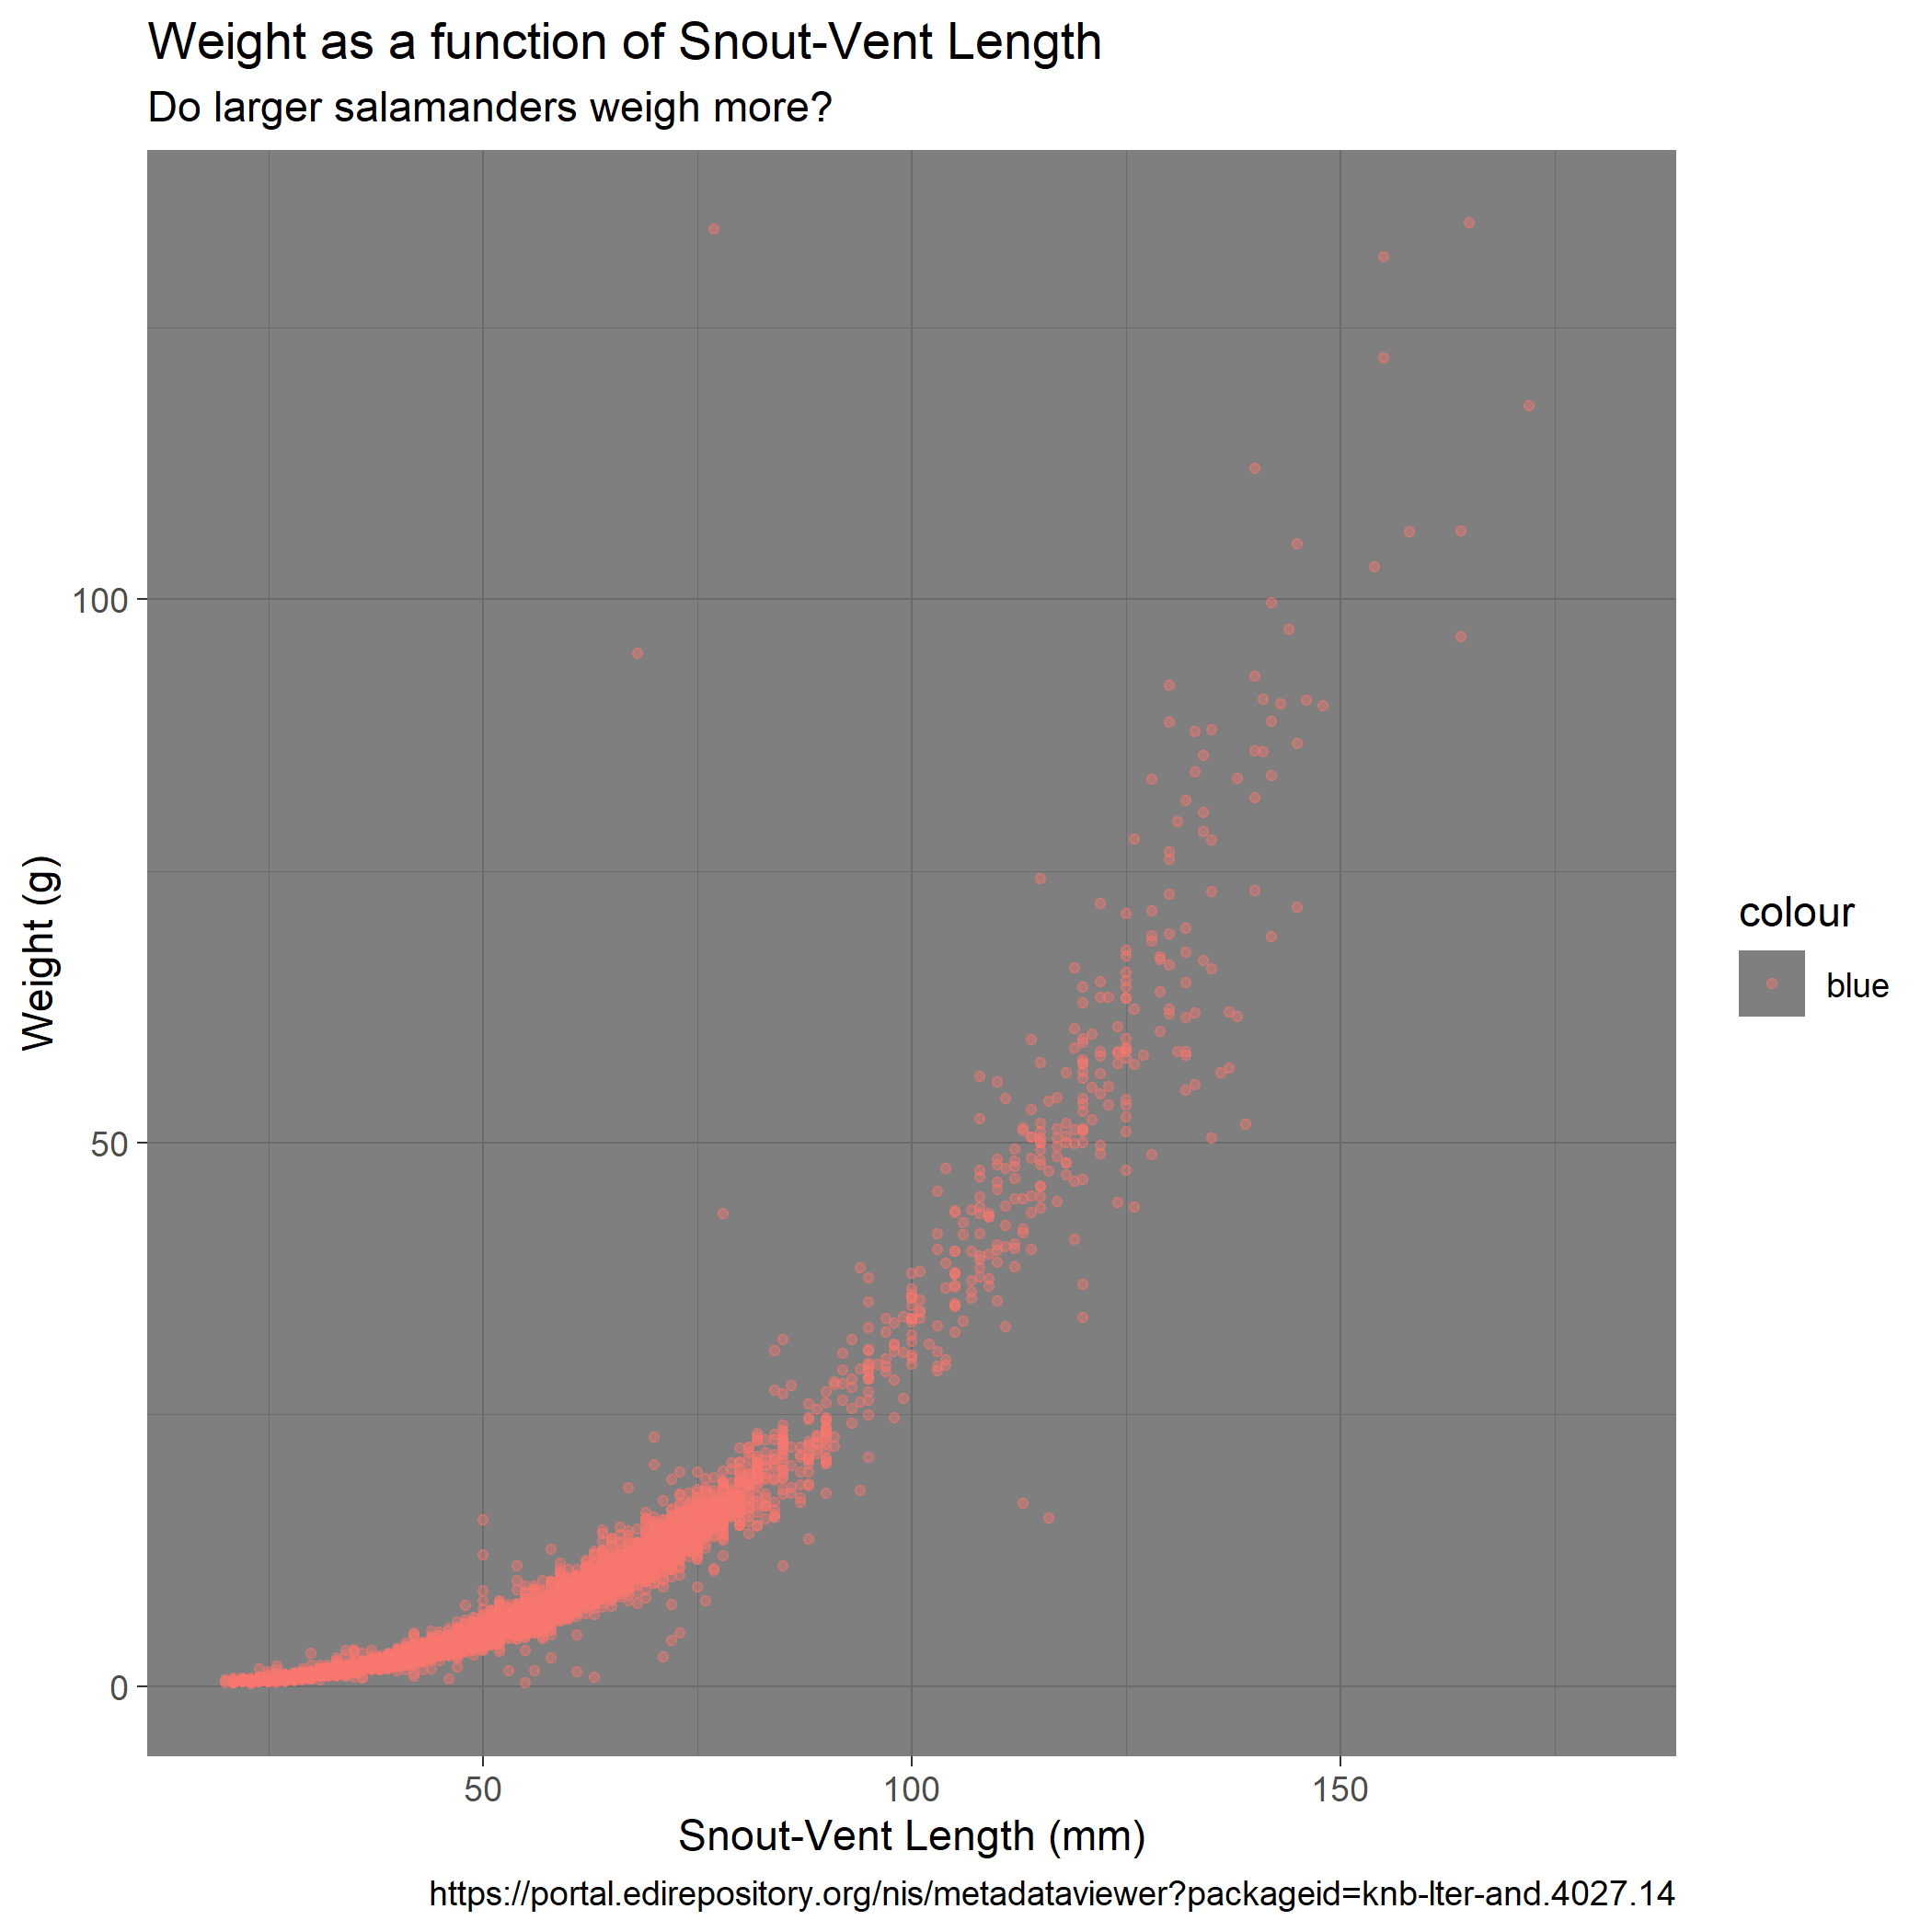 Weight as a function of Snout-Vent Length
Do larger salamanders weigh more?
100
50
0
Weight (g)
50 100 150
Snout-Vent Length (mm)
colour
blue
https://portal.edirepository.org/nis/metadataviewer?packageid=knb-lter-and.4027.14